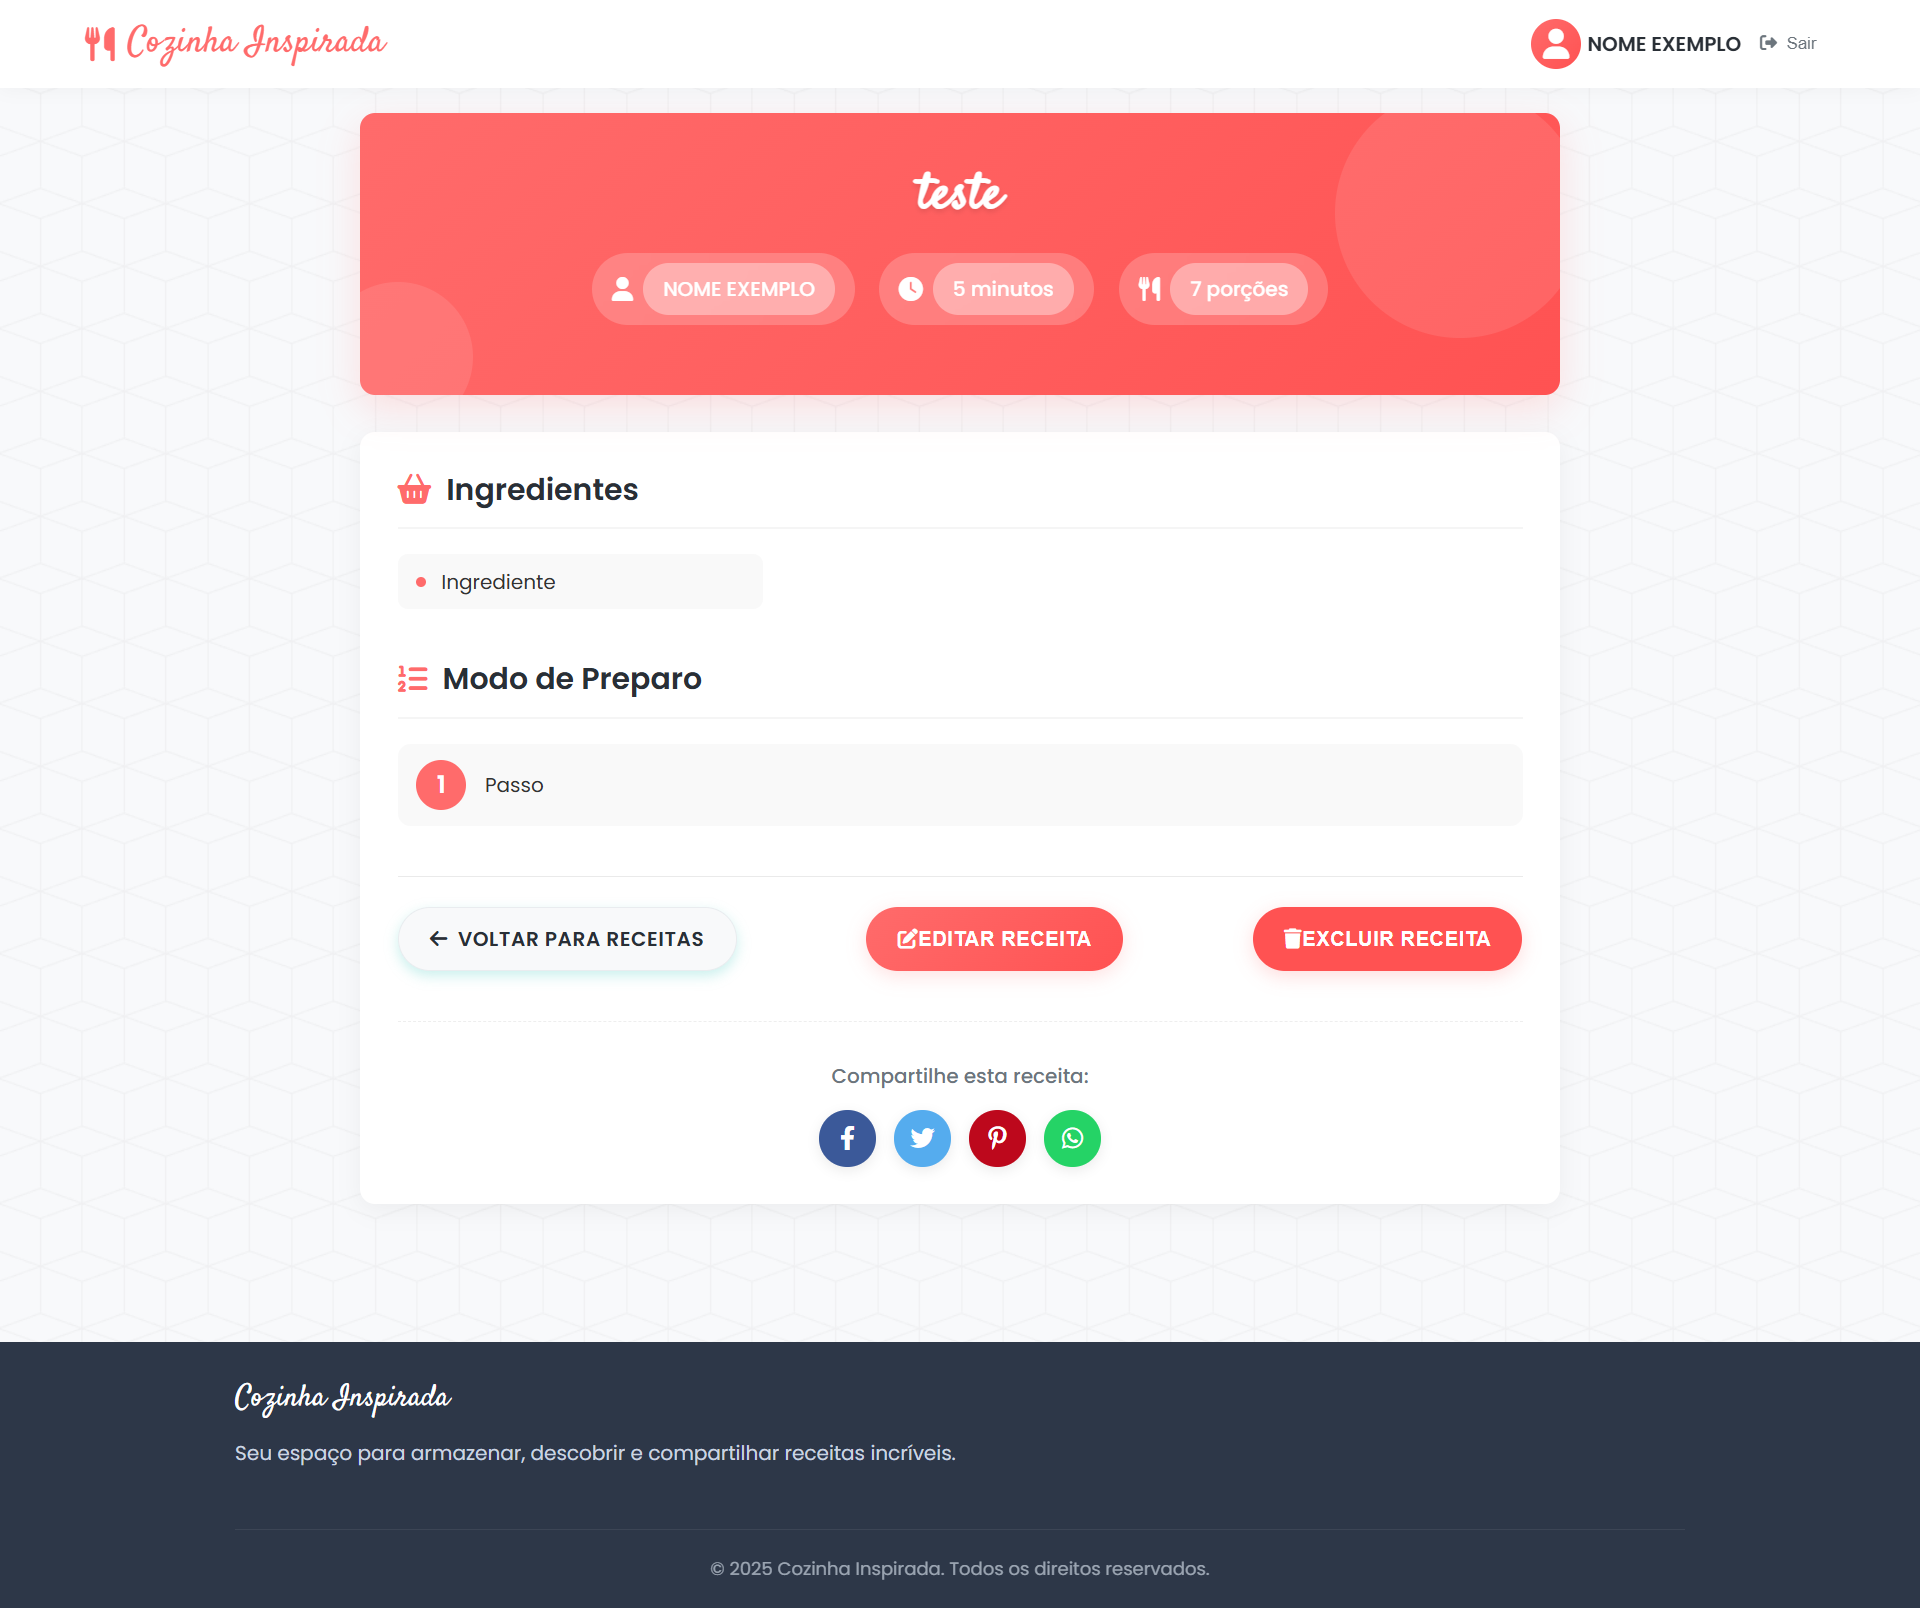 Cozinha Inspirada
NOME EXEMPLO Sair
teste
NOME EXEMPLO 5 minutos 7 porções
Ingredientes
Ingrediente
Modo de Preparo
1 Passo
VOLTAR PARA RECEITAS EDITAR RECEITA EXCLUIR RECEITA
Compartilhe esta receita:
Cozinha Inspirada
Seu espaço para armazenar, descobrir e compartilhar receitas incríveis.
© 2025 Cozinha Inspirada. Todos os direitos reservados.